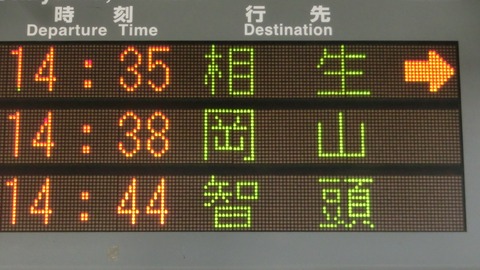 時刻 行先
Departure Time Destination
14:35 相生 ➡
14:38 岡山
14:44 智頭